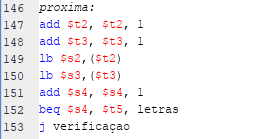 146 proxima:
147 add $t2, $t2, 1
148 add $t3, $t3, 1
149 lb $s2,($t2)
150 lb $s3,($t3)
151 add $s4, $s4, 1
152 beq $s4, $t5, letras
153 j verificaçao